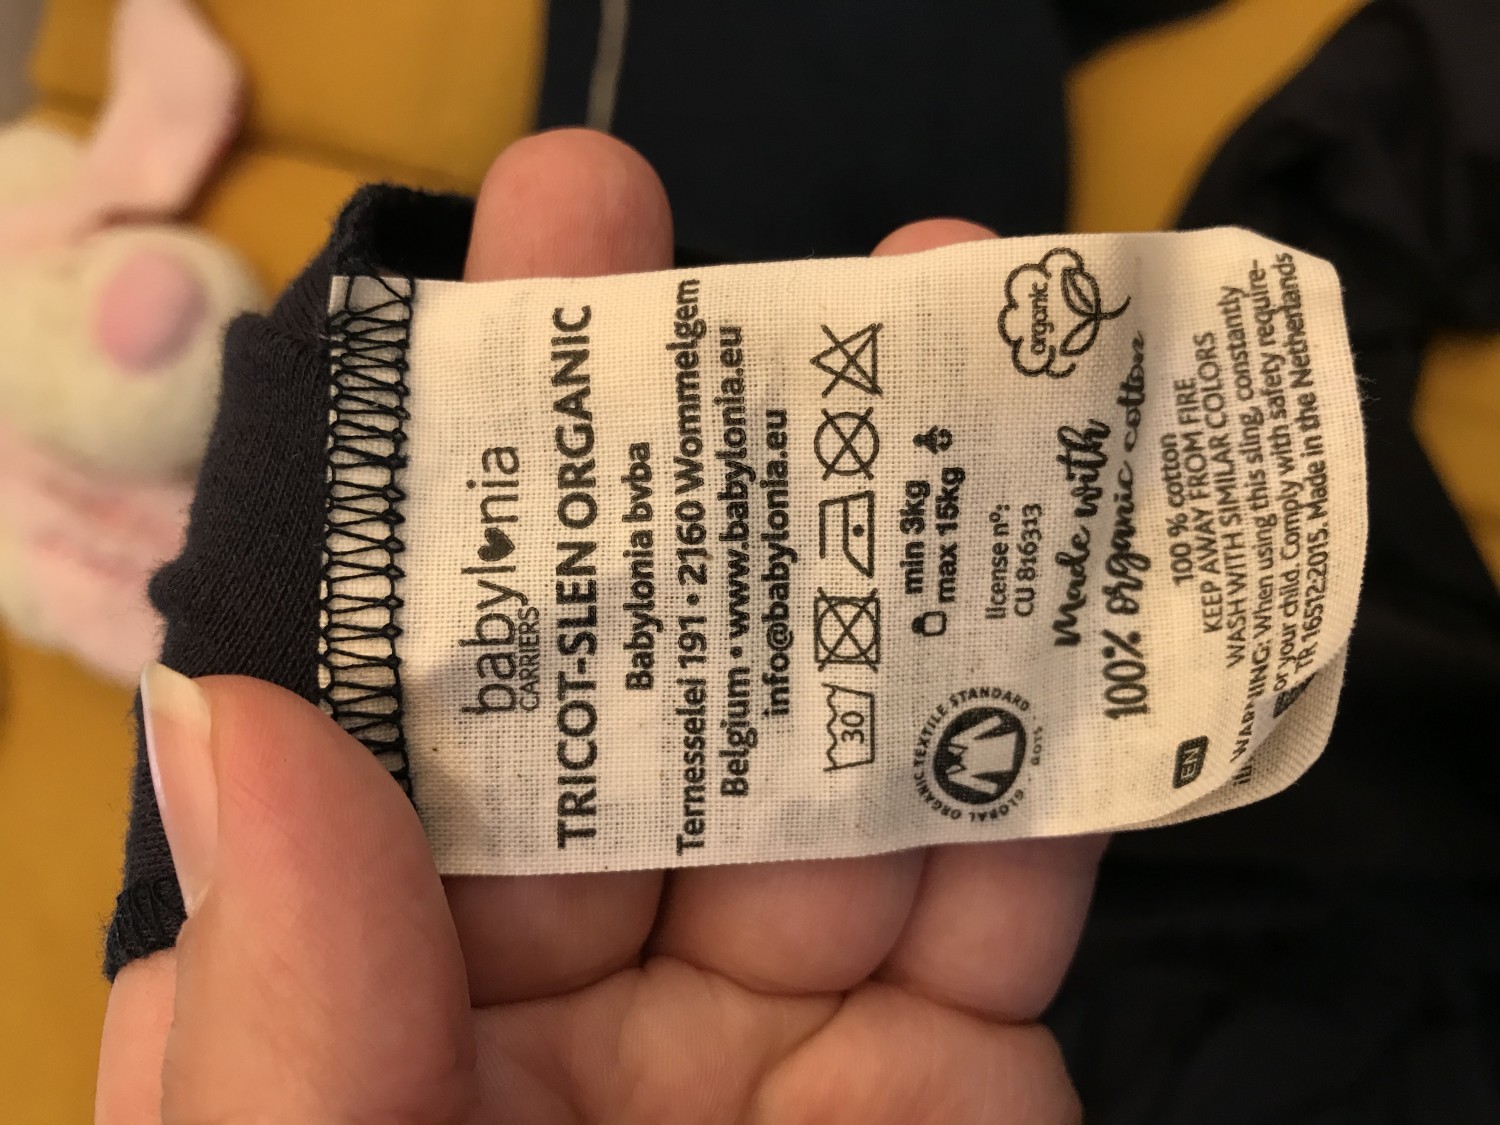 babylonia
CARRIERS
TRICOT-SLEN ORGANIC
Babylonia bvba
Ternesselei 191 • 2160 Wommelgem
Belgium • www.babylonia.eu
info@babylonia.eu
30
min 3kg
max 15kg
GLOBAL ORGANIC TEXTILE STANDARD · GOTS ·
license nº:
CU 816313
organic
Made with
100% organic cotton
EN
100 % cotton
KEEP AWAY FROM FIRE
WASH WITH SIMILAR COLORS
WARNING: When using this sling, constantly
or your child. Comply with safety require-
TR 16512:2015. Made in the Netherlands